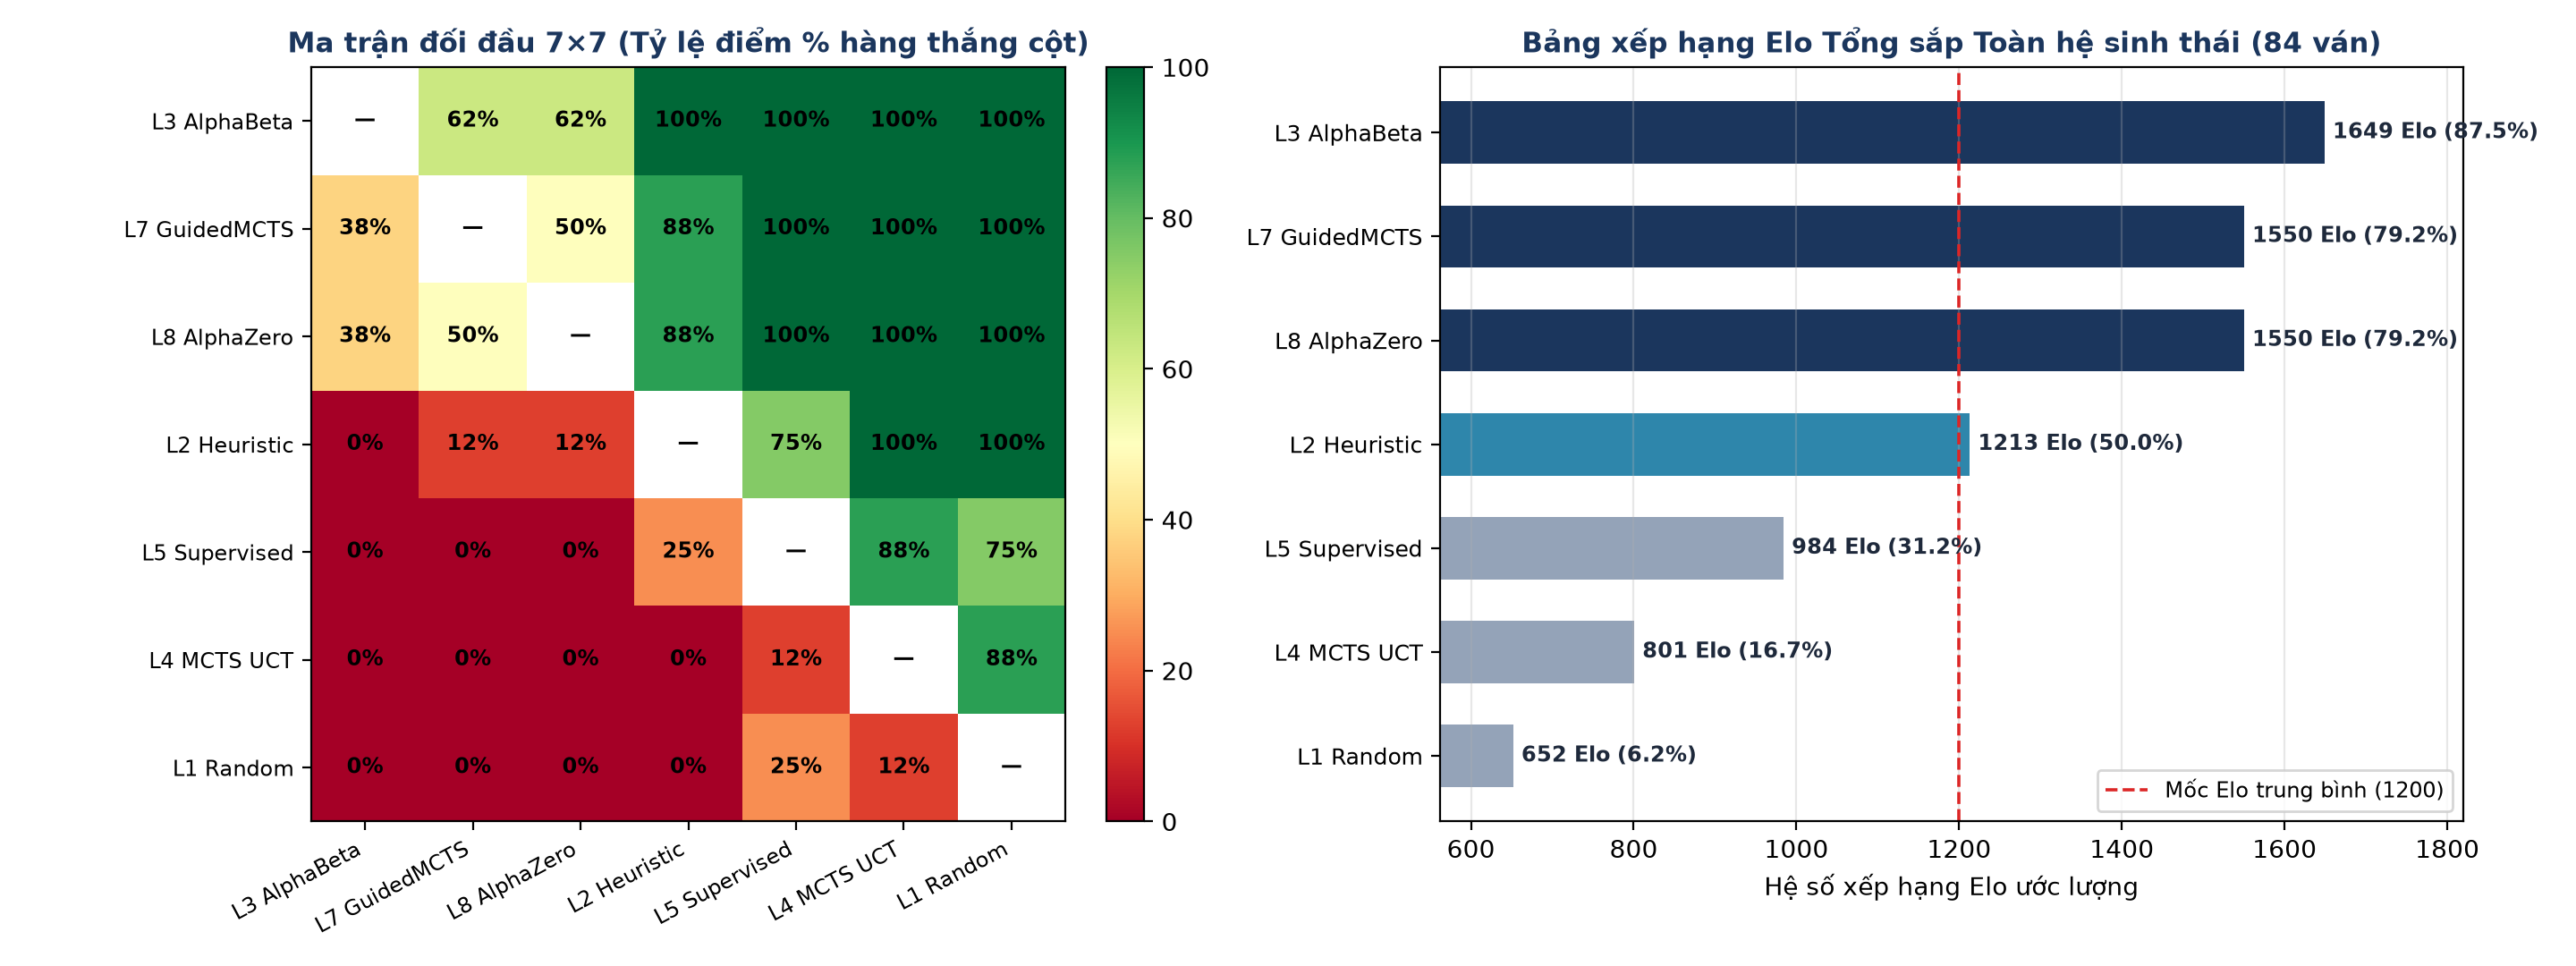 Ma trận đối đầu 7×7 (Tỷ lệ điểm % hàng thắng cột)
L3 AlphaBeta — 62% 62% 100% 100% 100% 100%
L7 GuidedMCTS 38% — 50% 88% 100% 100% 100%
L8 AlphaZero 38% 50% — 88% 100% 100% 100%
L2 Heuristic 0% 12% 12% — 75% 100% 100%
L5 Supervised 0% 0% 0% 25% — 88% 75%
L4 MCTS UCT 0% 0% 0% 0% 12% — 88%
L1 Random 0% 0% 0% 0% 25% 12% —
L3 AlphaBeta L7 GuidedMCTS L8 AlphaZero L2 Heuristic L5 Supervised L4 MCTS UCT L1 Random
100
80
60
40
20
0
Bảng xếp hạng Elo Tổng sắp Toàn hệ sinh thái (84 ván)
L3 AlphaBeta 1649 Elo (87.5%)
L7 GuidedMCTS 1550 Elo (79.2%)
L8 AlphaZero 1550 Elo (79.2%)
L2 Heuristic 1213 Elo (50.0%)
L5 Supervised 984 Elo (31.2%)
L4 MCTS UCT 801 Elo (16.7%)
L1 Random 652 Elo (6.2%)
Mốc Elo trung bình (1200)
600 800 1000 1200 1400 1600 1800
Hệ số xếp hạng Elo ước lượng